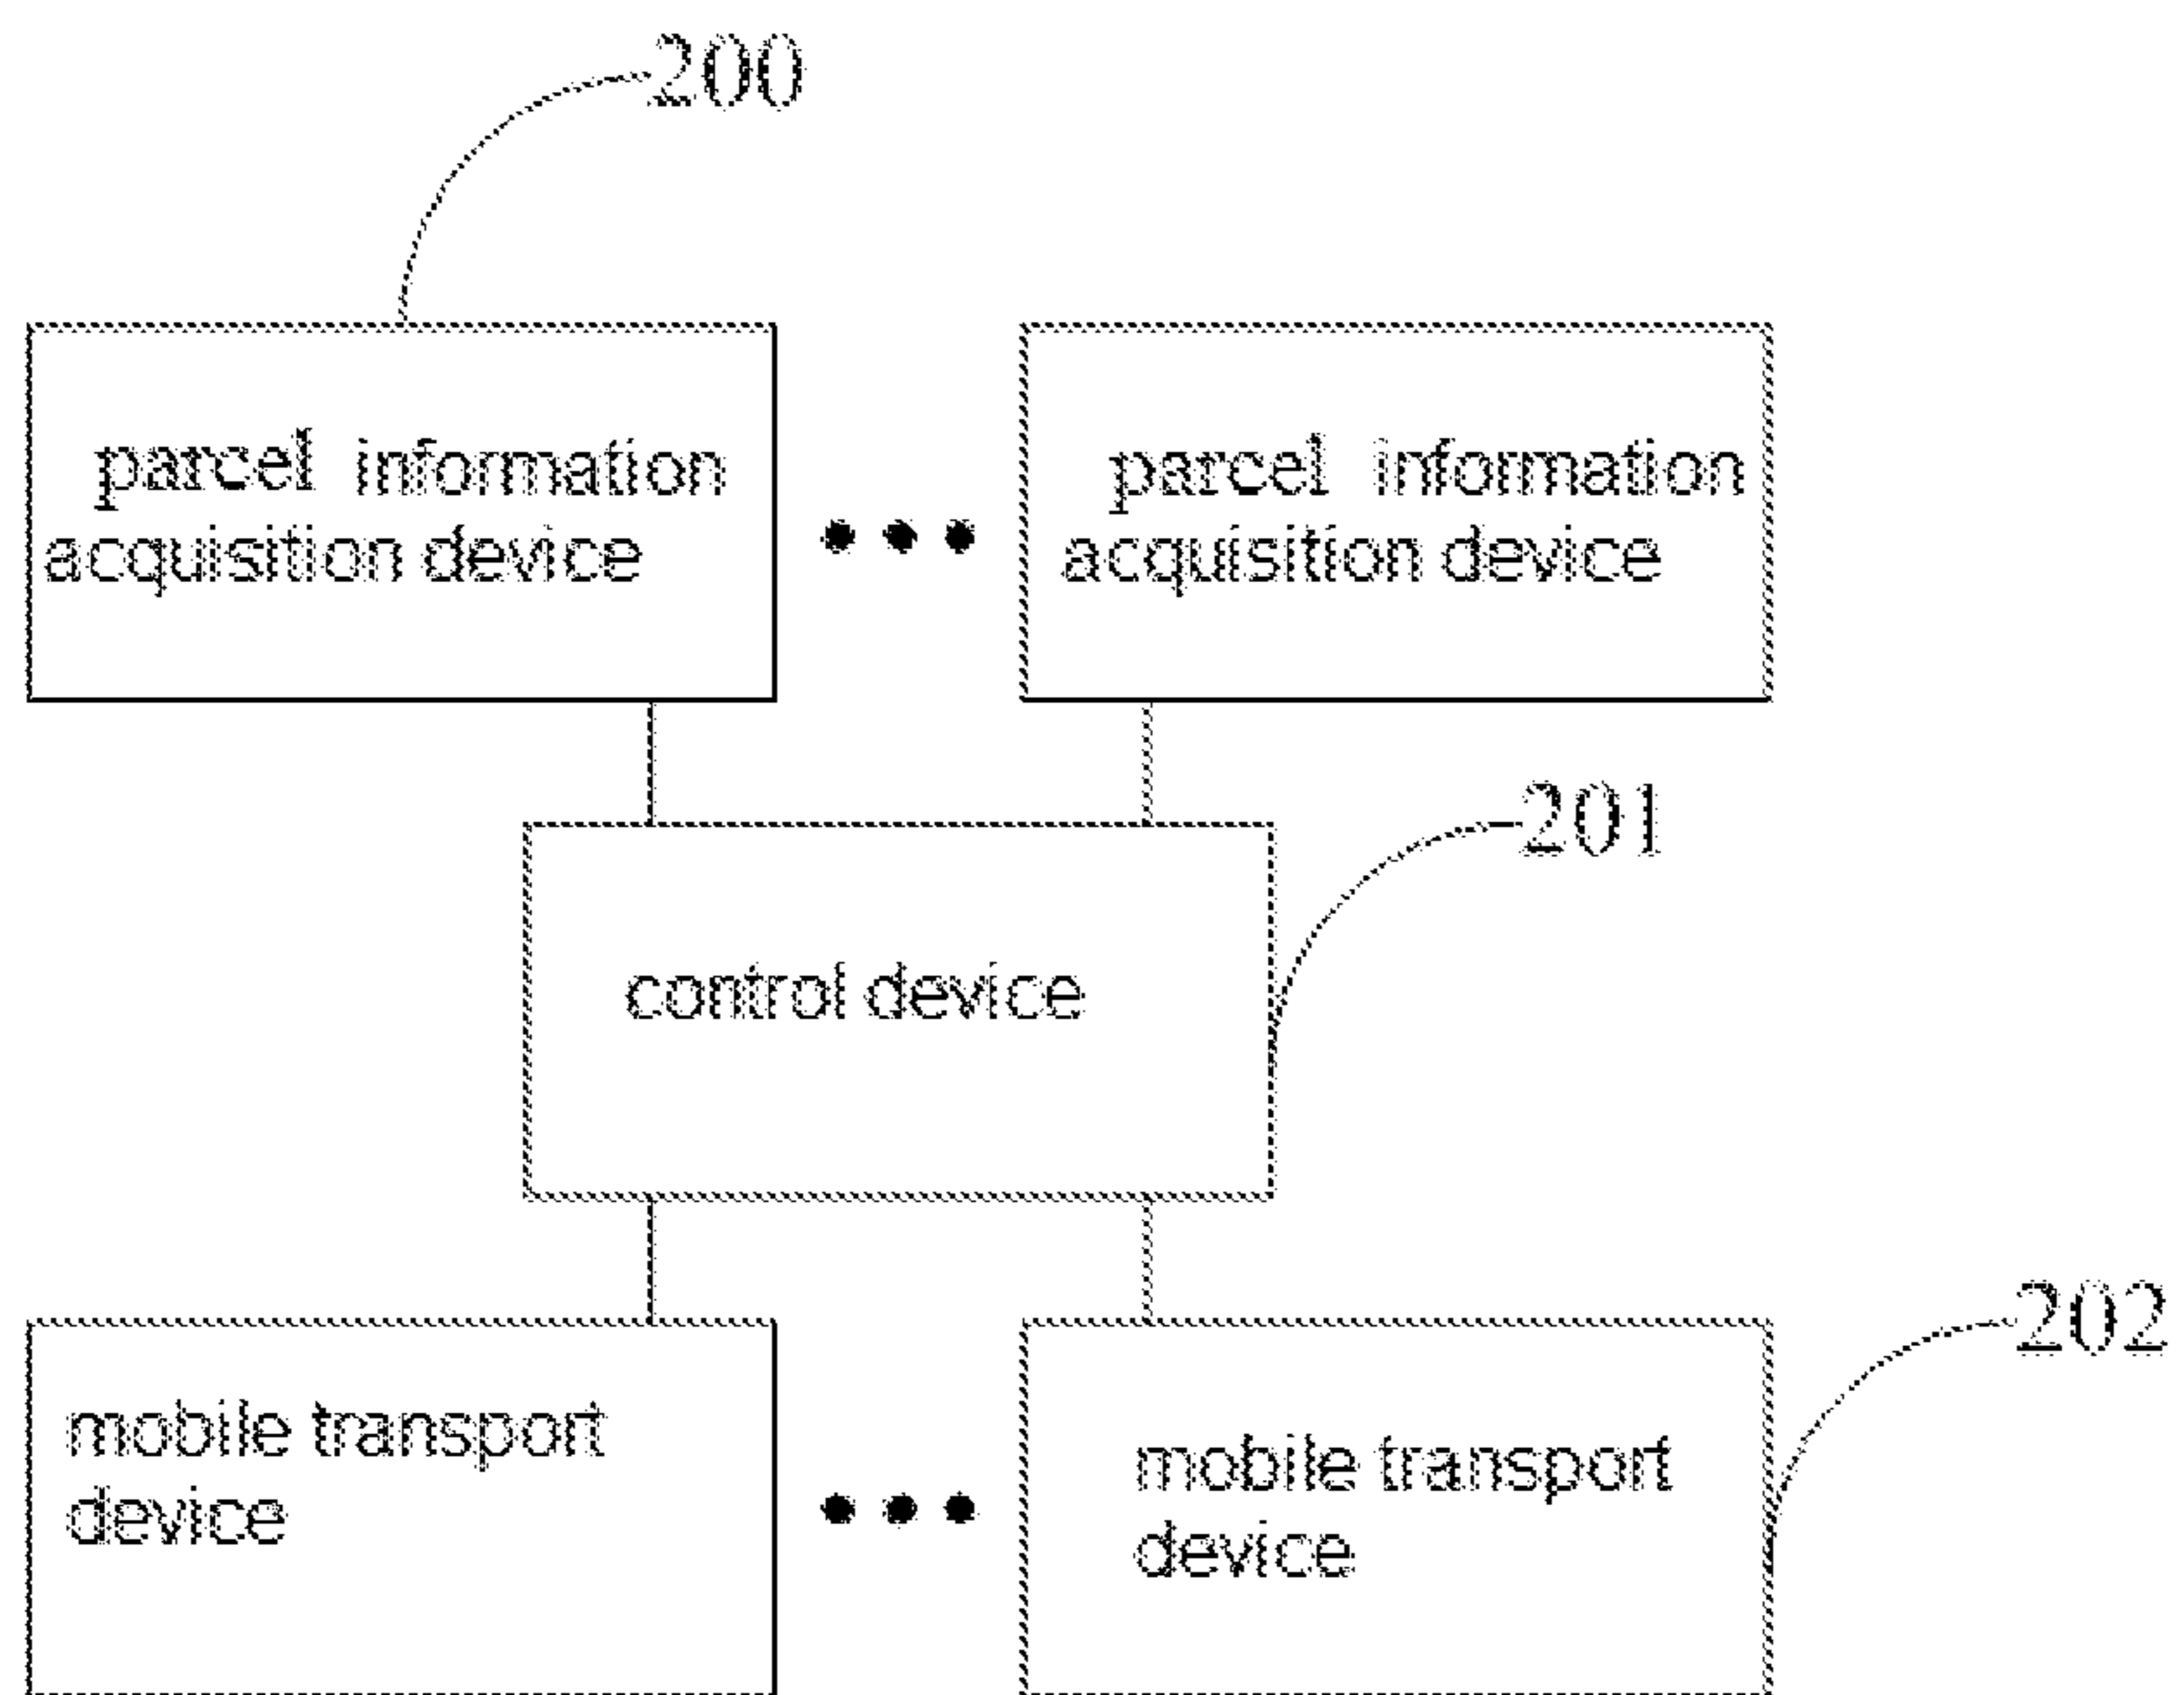 200
parcel information
acquisition device
•••
parcel information
acquisition device
201
control device
202
mobile transport
device
•••
mobile transport
device